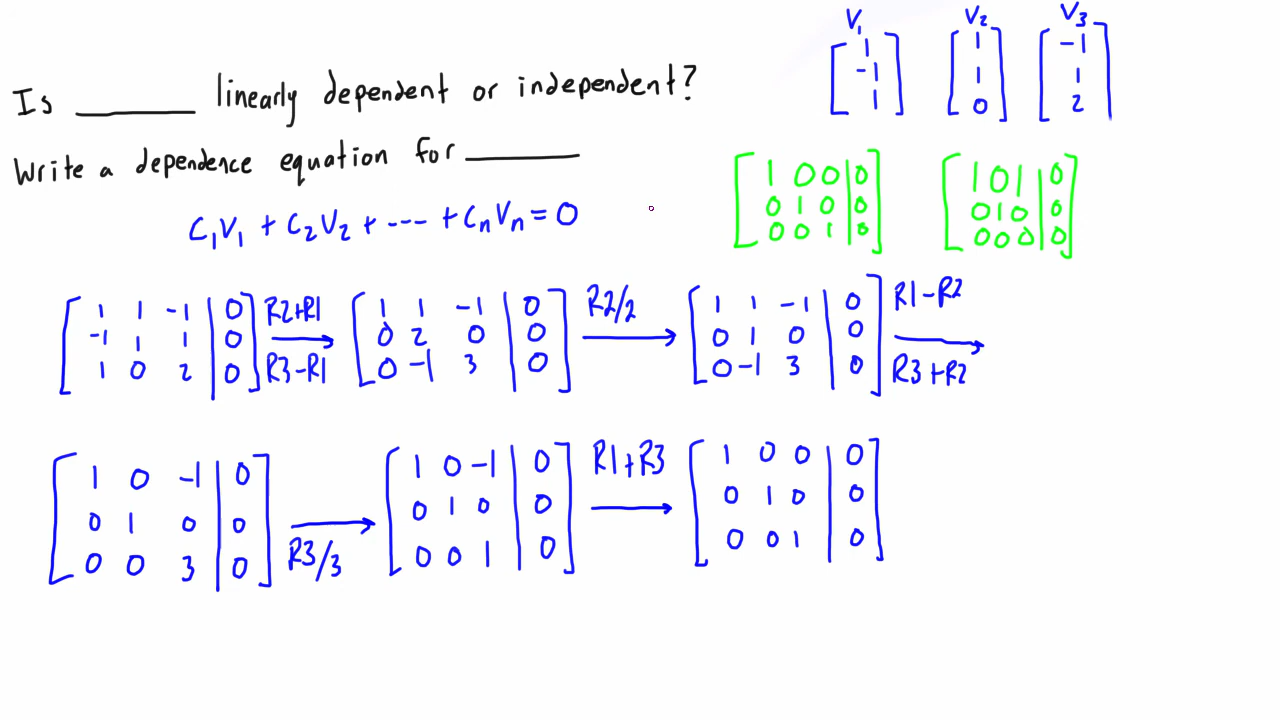 V₁ V₂ V₃
1 1 -1
-1 1 1
1 0 2
Is ______ linearly dependent or independent?
Write a dependence equation for ______
C₁V₁ + C₂V₂ + --- + CₙVₙ = 0
1 0 0 | 0
0 1 0 | 0
0 0 1 | 0
1 0 1 | 0
0 1 0 | 0
0 0 0 | 0
1 1 -1 | 0
-1 1 1 | 0
1 0 2 | 0
R2+R1
R3-R1
1 1 -1 | 0
0 2 0 | 0
0 -1 3 | 0
R2/2
1 1 -1 | 0
0 1 0 | 0
0 -1 3 | 0
R1-R2
R3+R2
1 0 -1 | 0
0 1 0 | 0
0 0 3 | 0
R3/3
1 0 -1 | 0
0 1 0 | 0
0 0 1 | 0
R1+R3
1 0 0 | 0
0 1 0 | 0
0 0 1 | 0